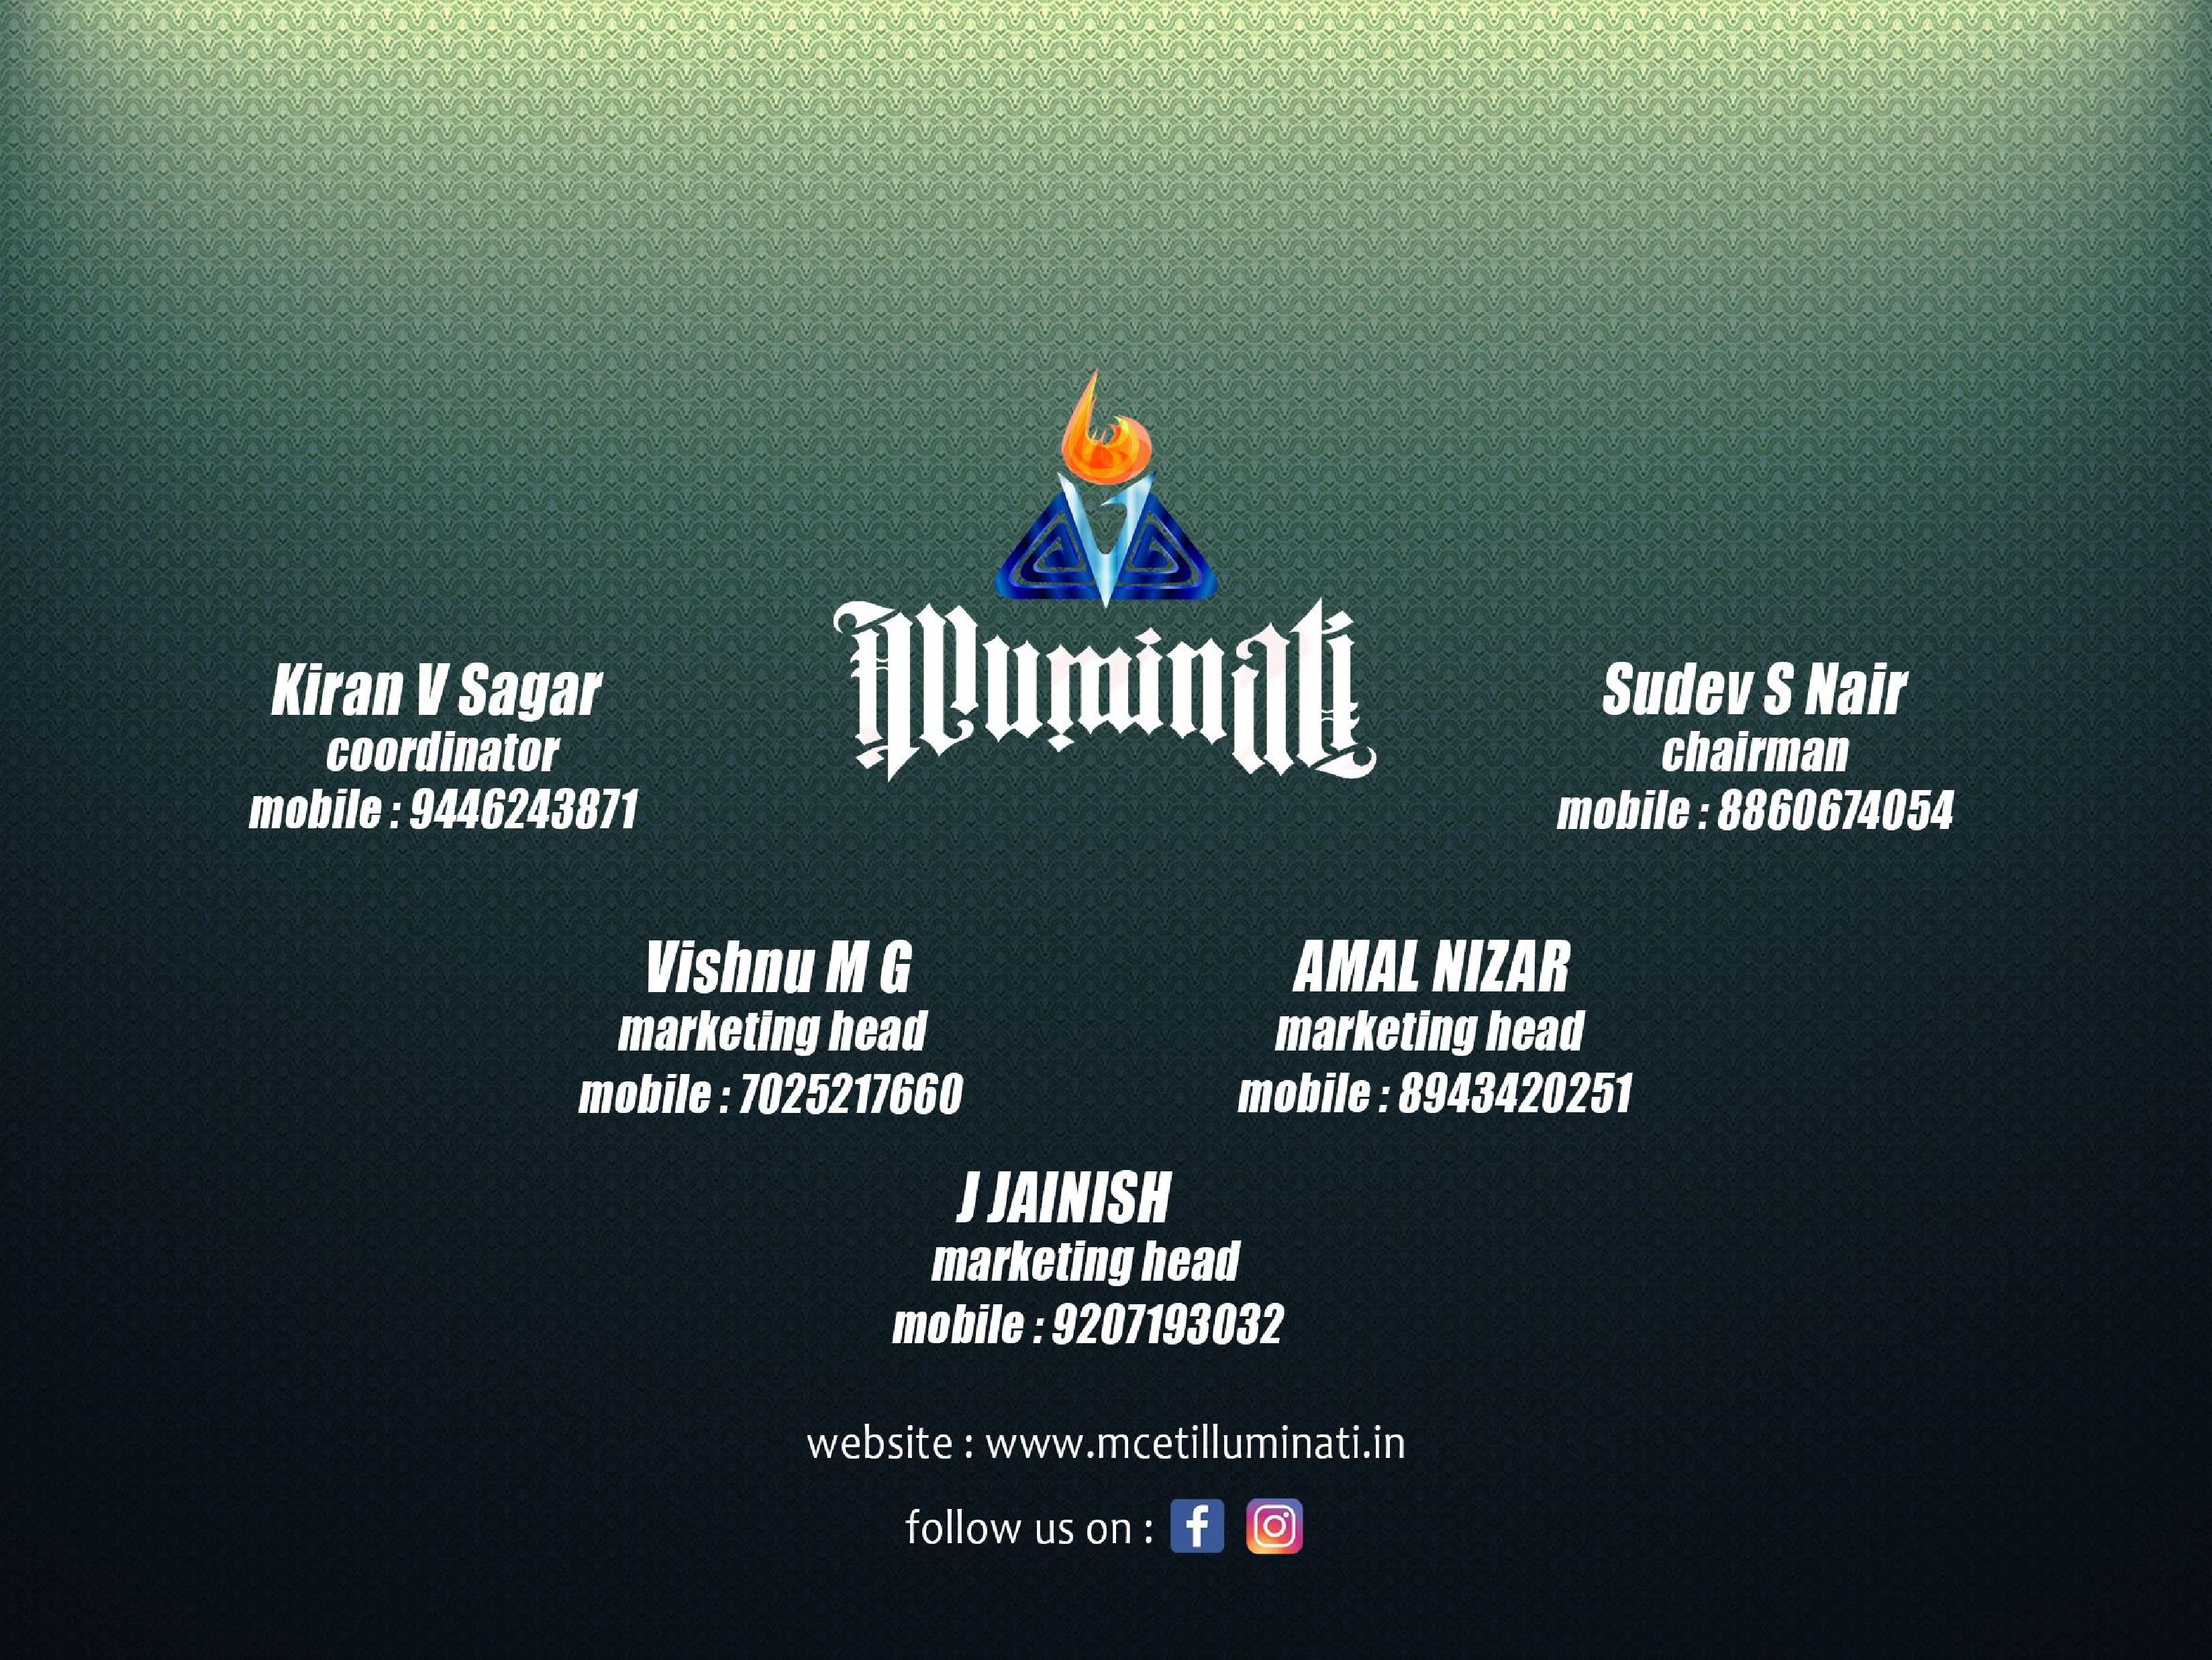 Illuminati
Kiran V Sagar
coordinator
mobile : 9446243871
Sudev S Nair
chairman
mobile : 8860674054
Vishnu M G
marketing head
mobile : 7025217660
AMAL NIZAR
marketing head
mobile : 8943420251
J JAINISH
marketing head
mobile : 9207193032
website : www.mcetilluminati.in
follow us on :